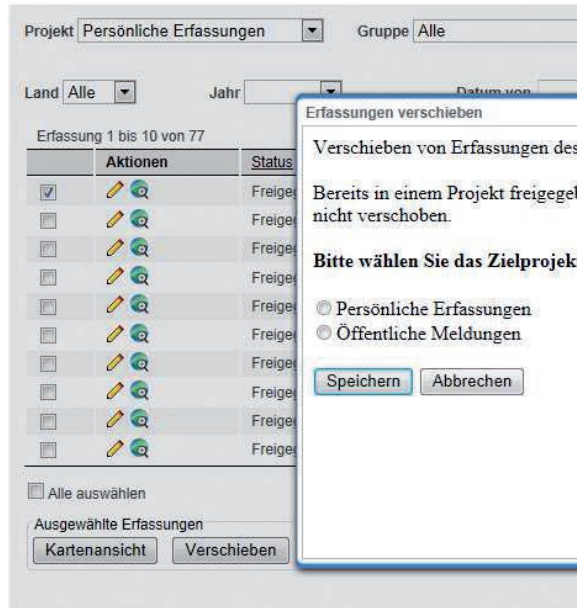 Projekt Persönliche Erfassungen Gruppe Alle
Land Alle Jahr Datum von
Erfassung 1 bis 10 von 77
Aktionen Status
Freigeg
Freigeg
Freigeg
Freigeg
Freigeg
Freigeg
Freigeg
Freigeg
Freigeg
Freigeg
Alle auswählen
Ausgewählte Erfassungen
Kartenansicht Verschieben
Erfassungen verschieben
Verschieben von Erfassungen des
Bereits in einem Projekt freigegeb
nicht verschoben.
Bitte wählen Sie das Zielprojek
Persönliche Erfassungen
Öffentliche Meldungen
Speichern Abbrechen